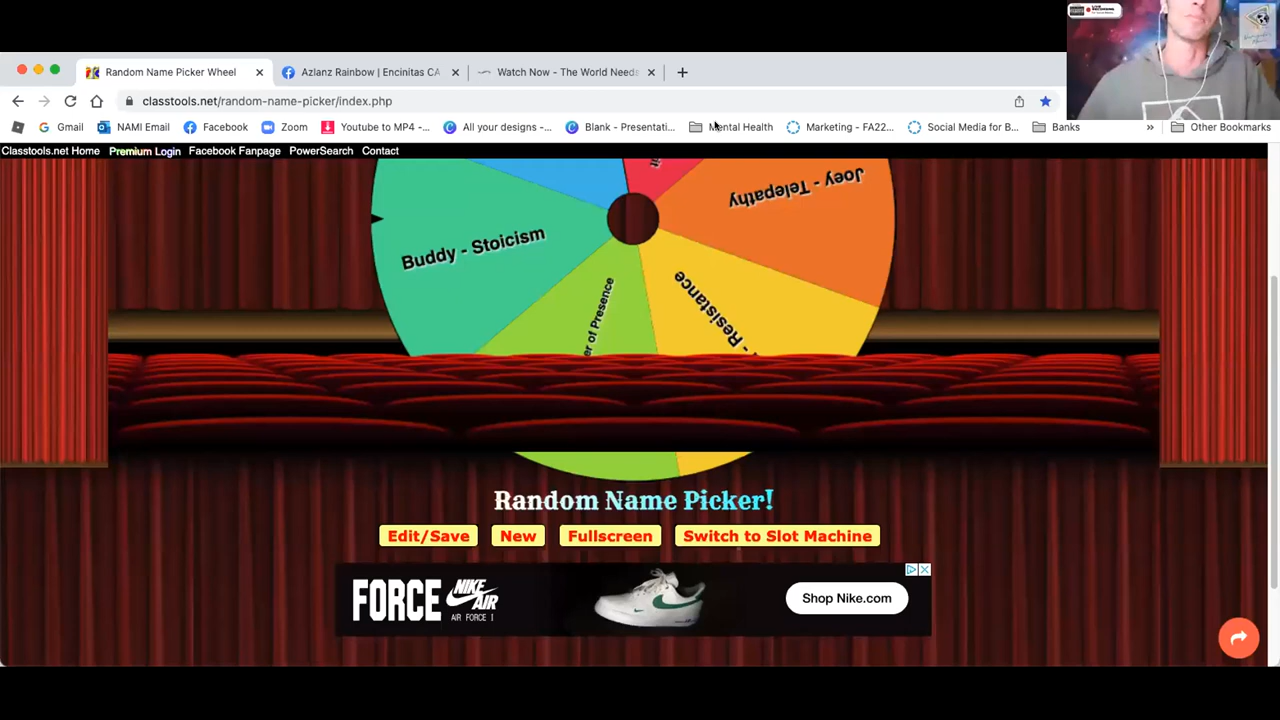 Random Name Picker Wheel
Azlanz Rainbow | Encinitas CA
Watch Now - The World Need
classtools.net/random-name-picker/index.php
Gmail
NAMI Email
Facebook
Zoom
Youtube to MP4 -...
All your designs -...
Blank - Presentati...
Mental Health
Marketing - FA22...
Social Media for B...
Banks
Other Bookmarks
Classtools.net Home
Premium Login
Facebook Fanpage
PowerSearch
Contact
Joey - Telepathy
Buddy - Stoicism
er of Presence
- Resistance
Random Name Picker!
Edit/Save
New
Fullscreen
Switch to Slot Machine
FORCE
NIKE AIR
AIR FORCE 1
Shop Nike.com